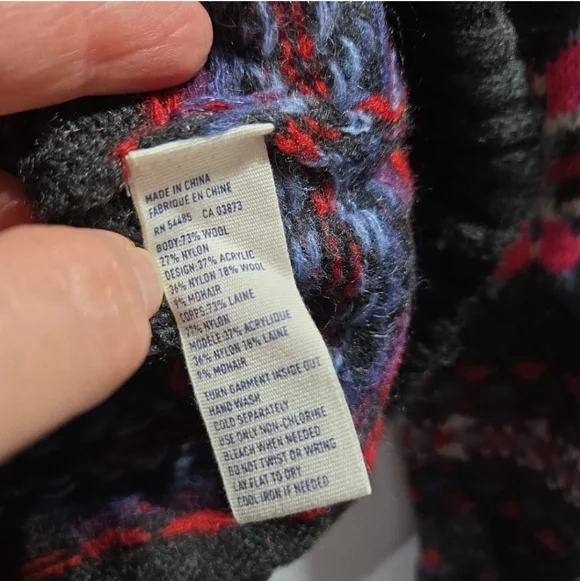 MADE IN CHINA
FABRIQUE EN CHINE
RN 54485 CA 03873
BODY:73% WOOL
27% NYLON
DESIGN:37% ACRYLIC
36% NYLON 18% WOOL
9% MOHAIR
CORPS:73% LAINE
27% NYLON
MODELE:37% ACRYLIQUE
36% NYLON 18% LAINE
9% MOHAIR
TURN GARMENT INSIDE OUT
HAND WASH
COLD SEPARATELY
USE ONLY NON-CHLORINE
BLEACH WHEN NEEDED
DO NOT TWIST OR WRING
LAY FLAT TO DRY
COOL IRON IF NEEDED